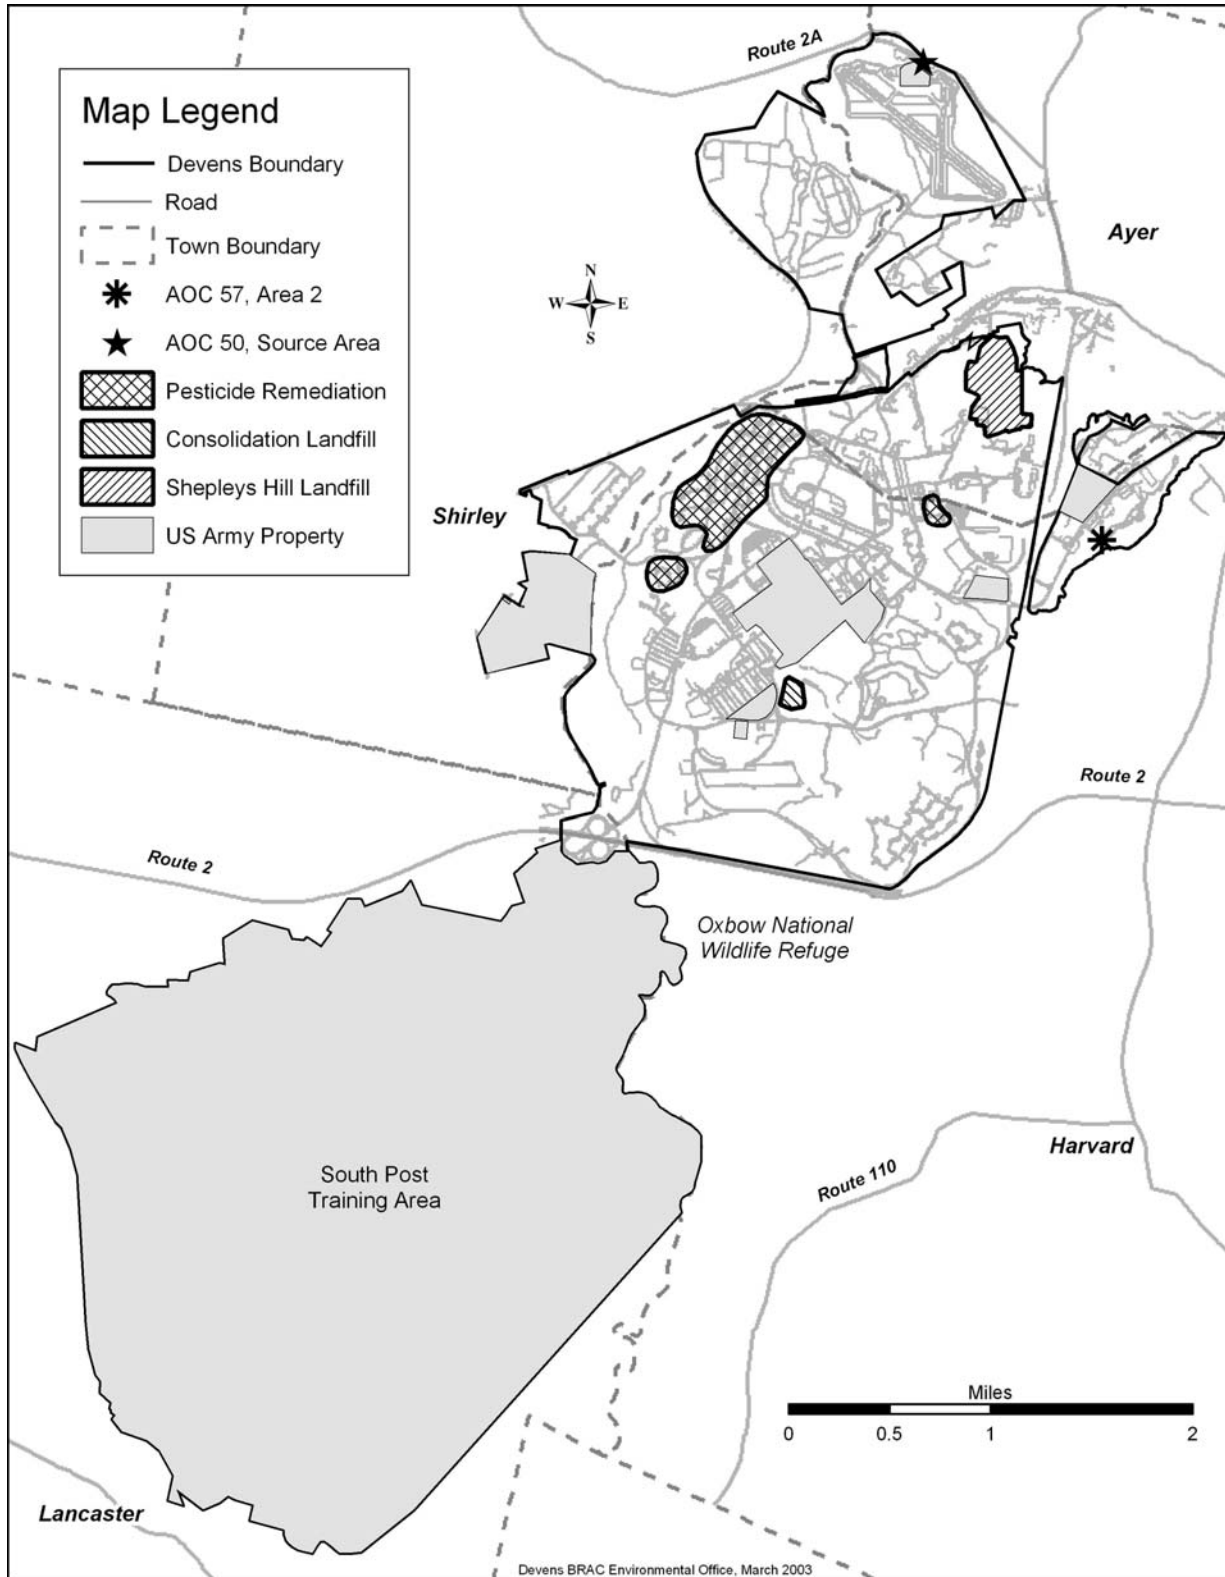 Route 2A
Map Legend
Devens Boundary
Road
Town Boundary
AOC 57, Area 2
AOC 50, Source Area
Pesticide Remediation
Consolidation Landfill
Shepleys Hill Landfill
US Army Property
Ayer
N
W E
S
Shirley
Route 2
Route 2
Oxbow National
Wildlife Refuge
South Post
Training Area
Harvard
Route 110
Miles
0 0.5 1 2
Lancaster
Devens BRAC Environmental Office, March 2003